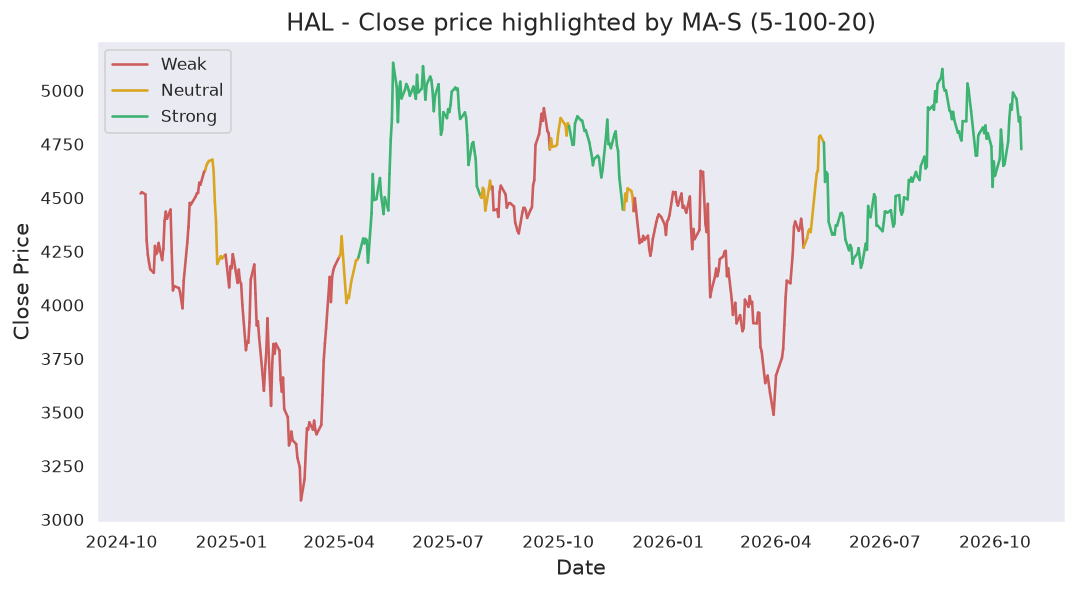 HAL - Close price highlighted by MA-S (5-100-20)
Weak
Neutral
Strong
5000
4750
4500
4250
4000
3750
3500
3250
3000
Close Price
2024-10 2025-01 2025-04 2025-07 2025-10 2026-01 2026-04 2026-07 2026-10
Date